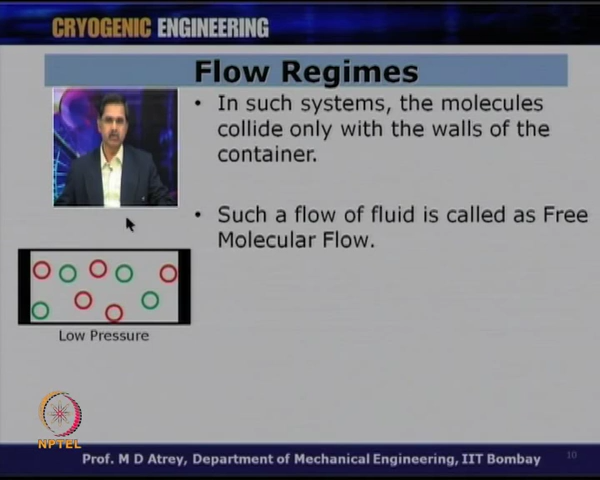 CRYOGENIC ENGINEERING
Flow Regimes
• In such systems, the molecules
collide only with the walls of the
container.
• Such a flow of fluid is called as Free
Molecular Flow.
Low Pressure
NPTEL
Prof. M D Atrey, Department of Mechanical Engineering, IIT Bombay
10